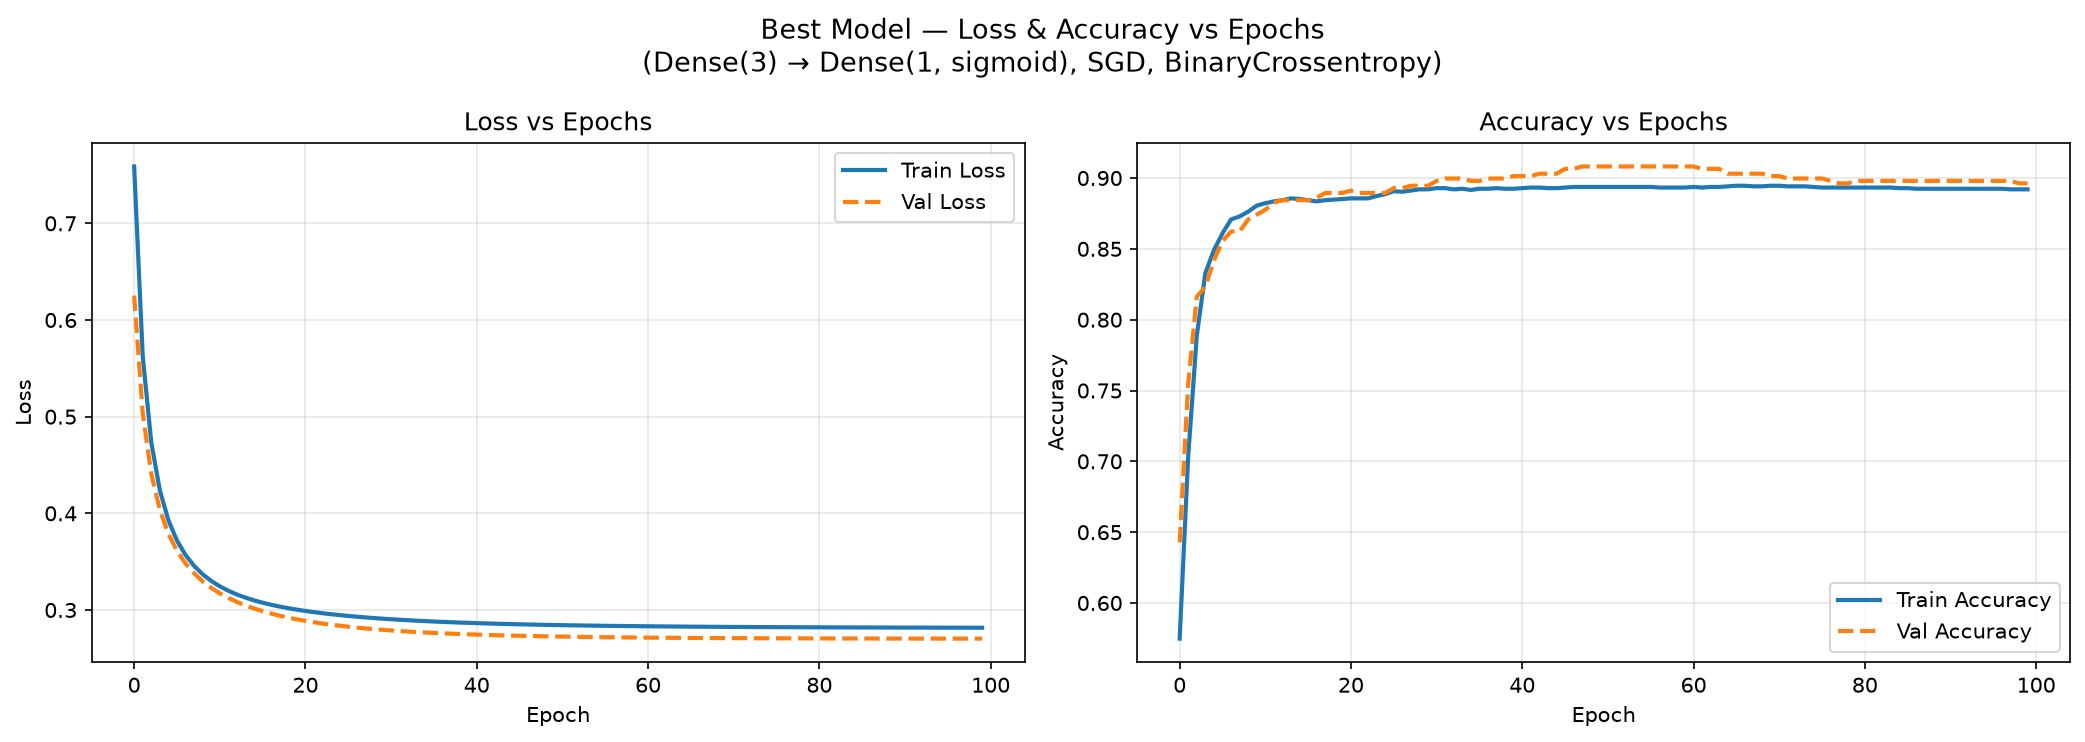 Best Model — Loss & Accuracy vs Epochs
(Dense(3) → Dense(1, sigmoid), SGD, BinaryCrossentropy)
Loss vs Epochs
Train Loss
Val Loss
0.7
0.6
0.5
0.4
0.3
Loss
0
20
40
60
80
100
Epoch
Accuracy vs Epochs
0.90
0.85
0.80
0.75
0.70
0.65
0.60
Accuracy
Train Accuracy
Val Accuracy
0
20
40
60
80
100
Epoch